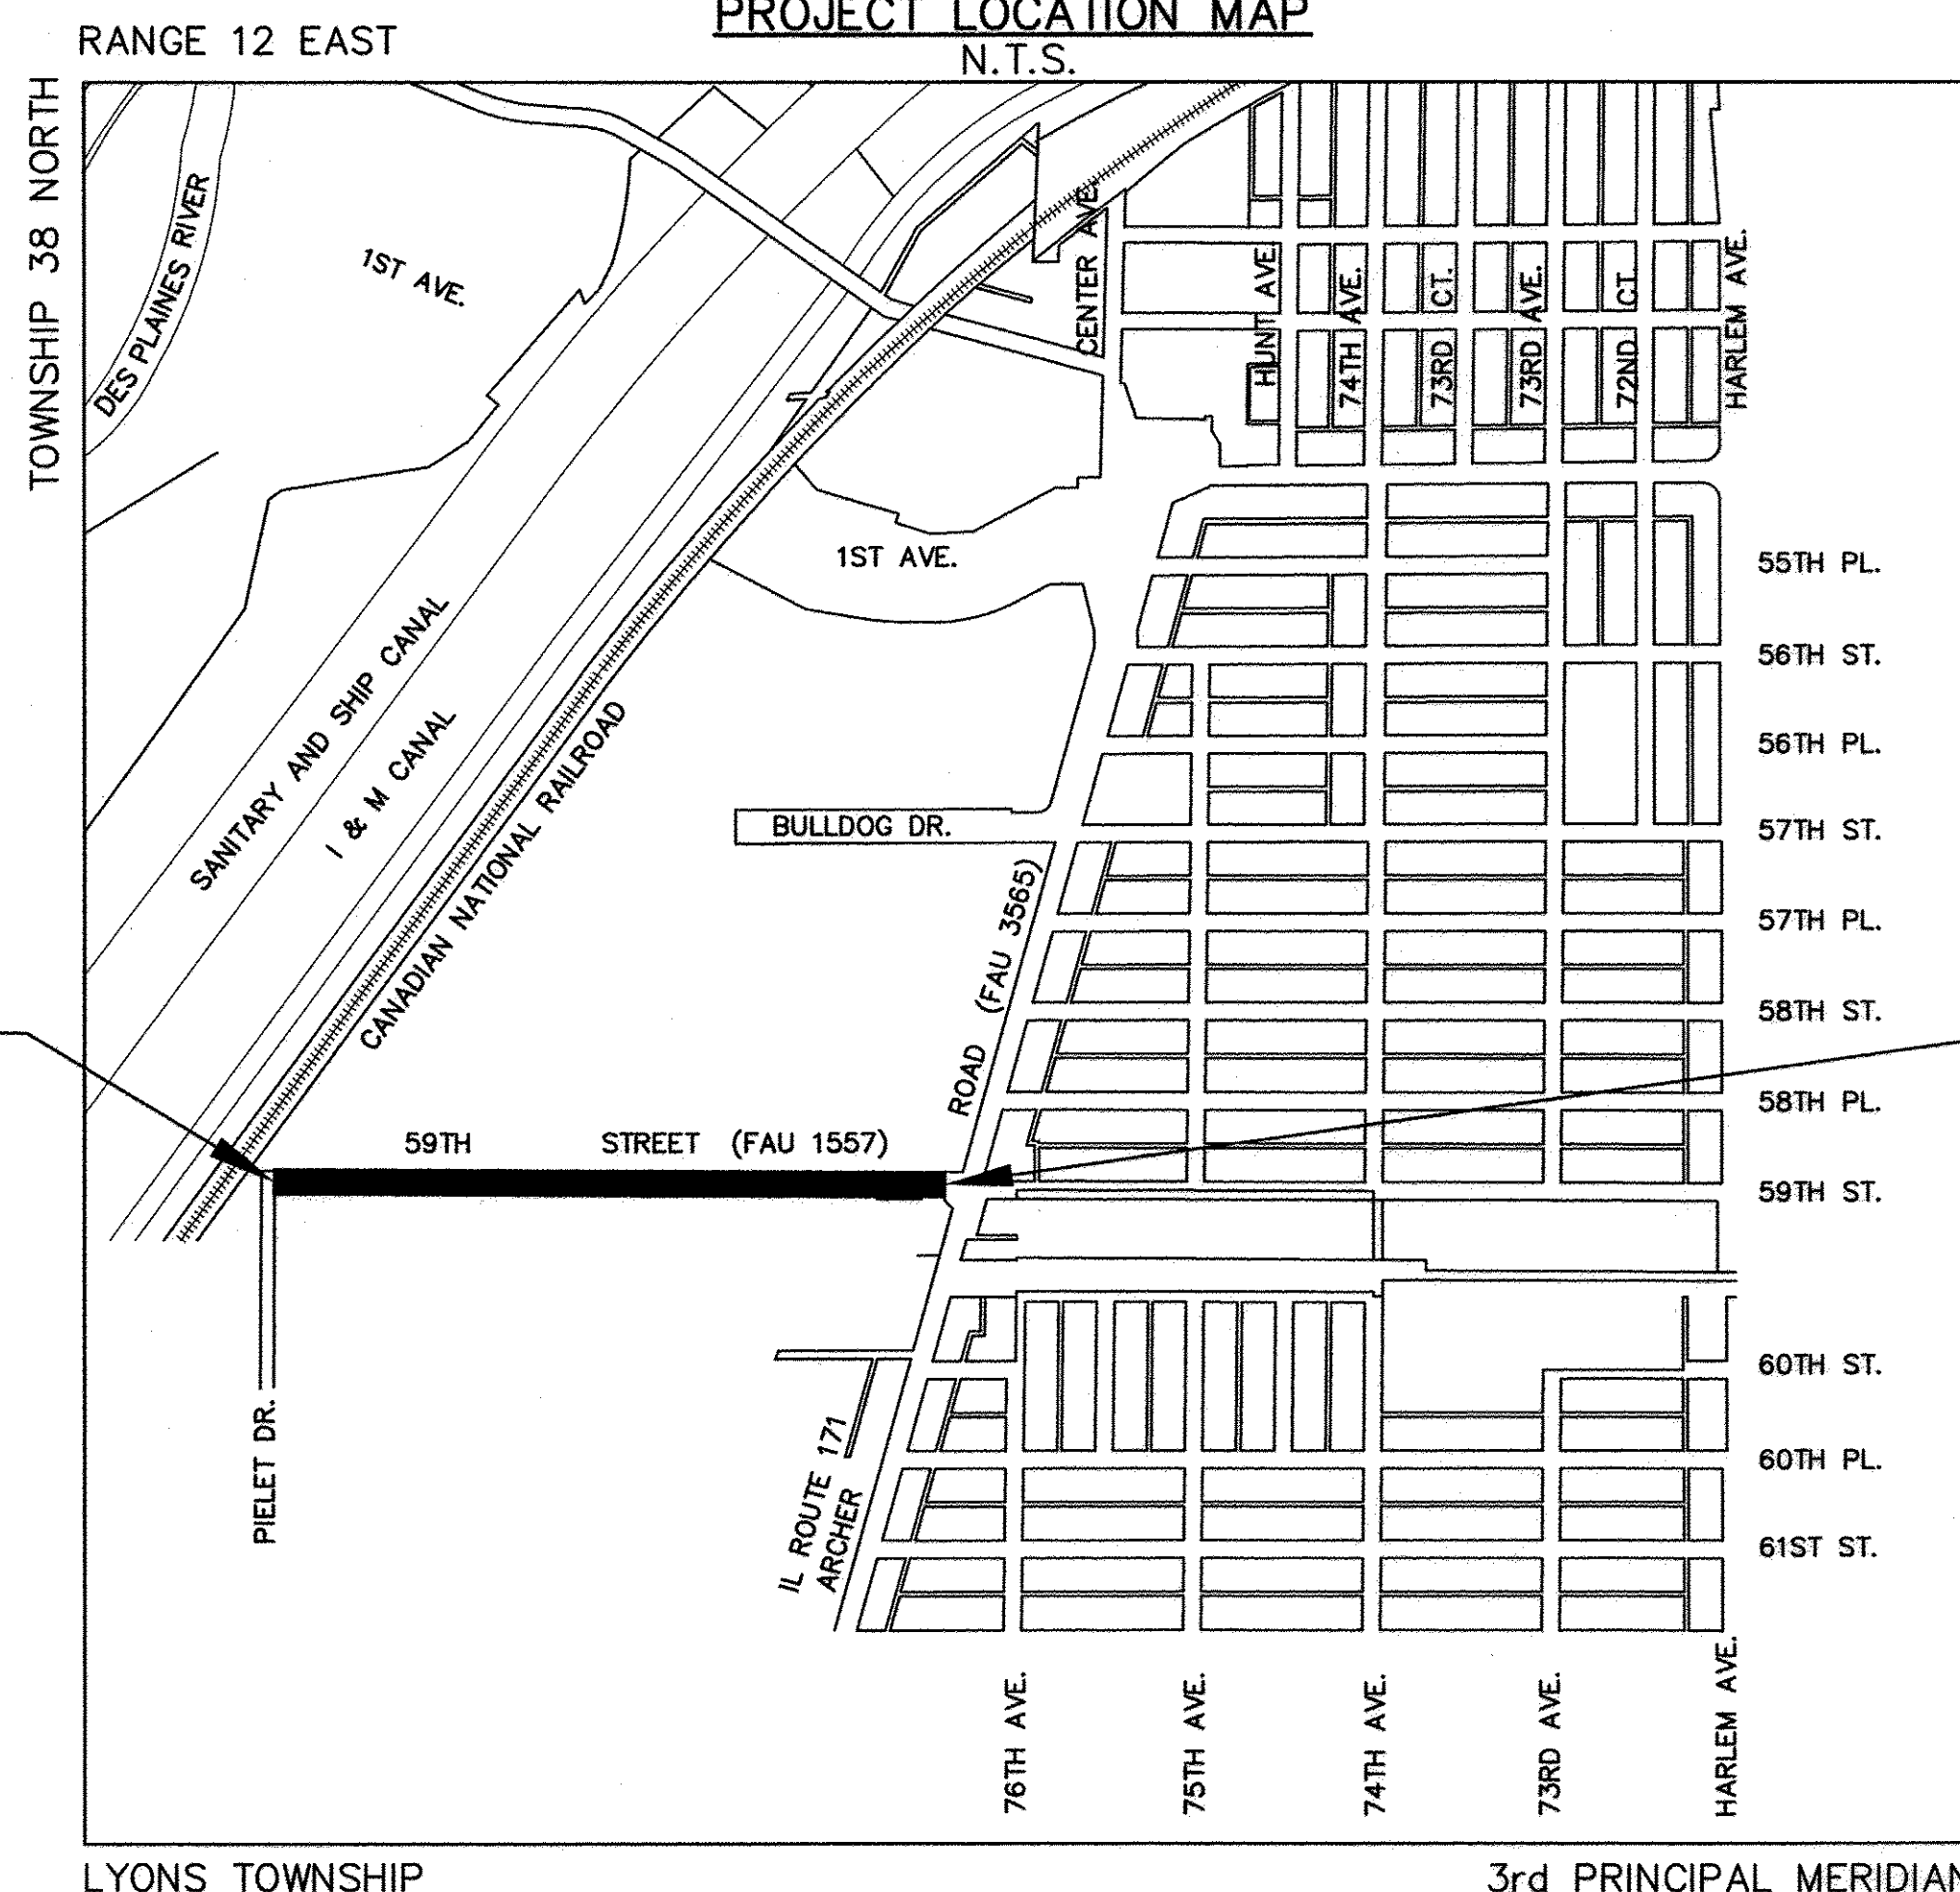 PROJECT LOCATION MAP
N.T.S.
RANGE 12 EAST
TOWNSHIP 38 NORTH
DES PLAINES RIVER
1ST AVE.
CENTER AVE.
HUNT AVE.
74TH AVE.
73RD CT.
73RD AVE.
72ND CT.
HARLEM AVE.
1ST AVE.
55TH PL.
56TH ST.
56TH PL.
57TH ST.
57TH PL.
58TH ST.
58TH PL.
59TH ST.
60TH ST.
60TH PL.
61ST ST.
SANITARY AND SHIP CANAL
I & M CANAL
CANADIAN NATIONAL RAILROAD
BULLDOG DR.
ROAD (FAU 3565)
59TH STREET (FAU 1557)
PIELET DR.
IL ROUTE 171
ARCHER
76TH AVE.
75TH AVE.
74TH AVE.
73RD AVE.
HARLEM AVE.
LYONS TOWNSHIP
3rd PRINCIPAL MERIDIAN